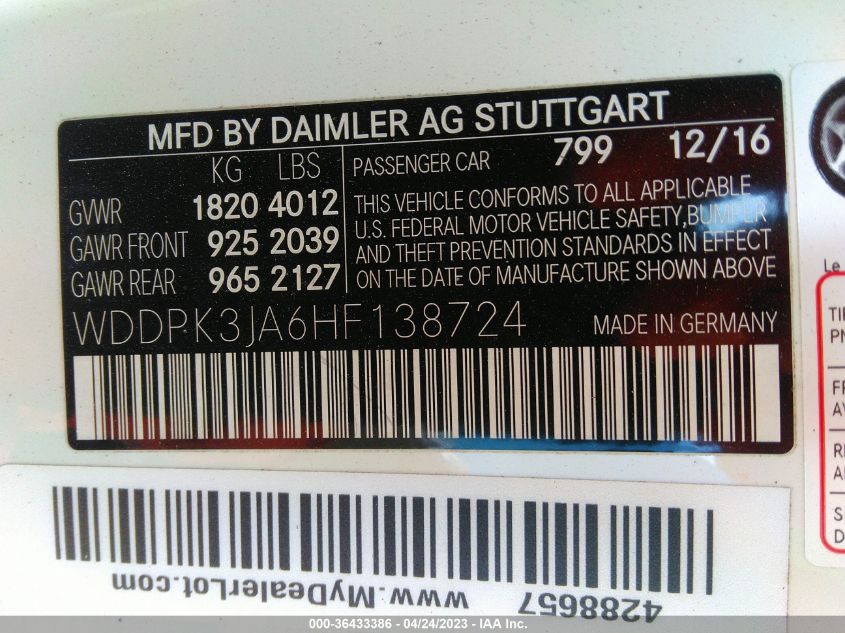 MFD BY DAIMLER AG STUTTGART
KG LBS
PASSENGER CAR 799 12/16
GVWR 1820 4012
GAWR FRONT 925 2039
GAWR REAR 965 2127
THIS VEHICLE CONFORMS TO ALL APPLICABLE
U.S. FEDERAL MOTOR VEHICLE SAFETY,BUMPER
AND THEFT PREVENTION STANDARDS IN EFFECT
ON THE DATE OF MANUFACTURE SHOWN ABOVE
WDDPK3JA6HF138724 MADE IN GERMANY
Le
4288657 www.MyDealerLot.com
000-36433386 - 04/24/2023 - IAA Inc.